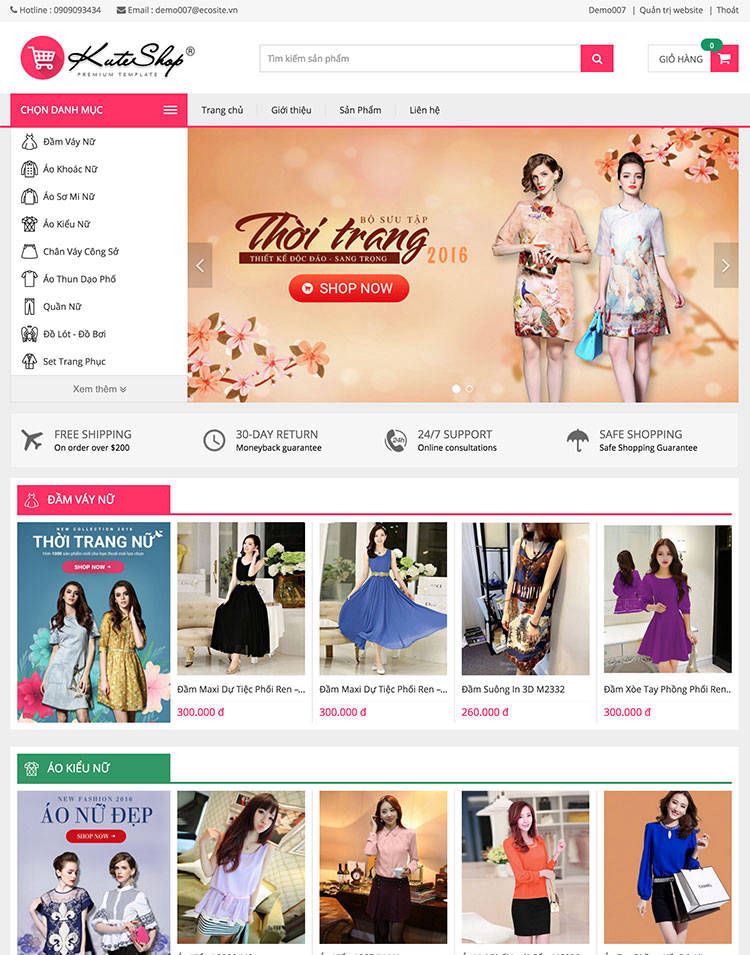 Hotline : 0909093434 Email : demo007@ecosite.vn Demo007 | Quản trị website | Thoát
KuteShop®
PREMIUM TEMPLATE
Tìm kiếm sản phẩm
GIỎ HÀNG 0
CHỌN DANH MỤC Trang chủ Giới thiệu Sản Phẩm Liên hệ
Đầm Váy Nữ
Áo Khoác Nữ
Áo Sơ Mi Nữ
Áo Kiểu Nữ
Chân Váy Công Sở
Áo Thun Dạo Phố
Quần Nữ
Đồ Lót - Đồ Bơi
Set Trang Phục
Xem thêm
BỘ SƯU TẬP
Thời trang
2016
THIẾT KẾ ĐỘC ĐÁO - SANG TRỌNG
SHOP NOW
FREE SHIPPING
On order over $200
30-DAY RETURN
Moneyback guarantee
24h
24/7 SUPPORT
Online consultations
SAFE SHOPPING
Safe Shopping Guarantee
ĐẦM VÁY NỮ
NEW COLLECTION 2016
THỜI TRANG NỮ
SHOP NOW
Đầm Maxi Dự Tiệc Phối Ren –...
300.000 đ
Đầm Maxi Dự Tiệc Phối Ren –...
300.000 đ
Đầm Suông In 3D M2332
260.000 đ
Đầm Xòe Tay Phồng Phối Ren..
300.000 đ
ÁO KIỂU NỮ
NEW FASHION 2016
ÁO NỮ ĐẸP
SHOP NOW
CHANEL